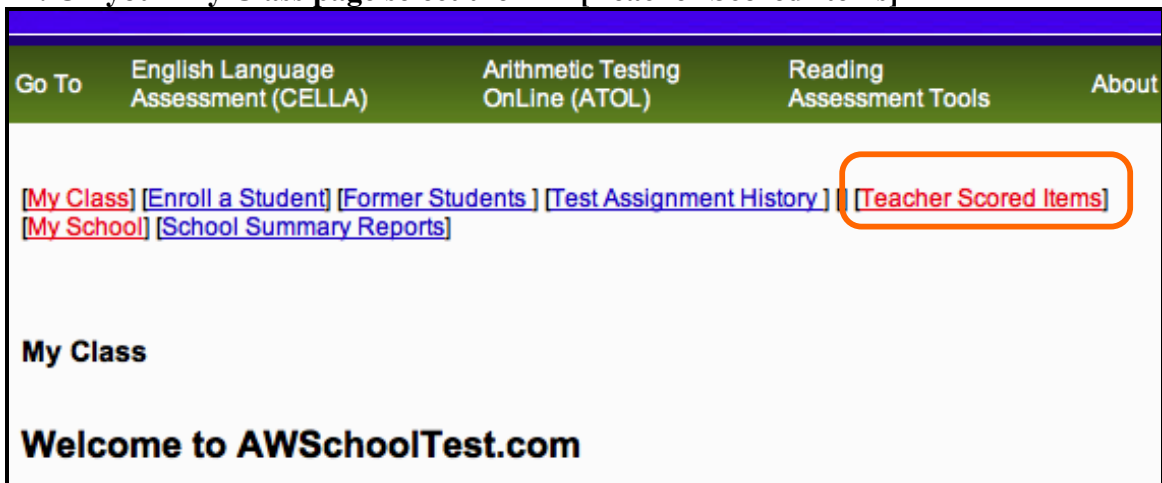 Go To English Language Assessment (CELLA) Arithmetic Testing OnLine (ATOL) Reading Assessment Tools About
[My Class] [Enroll a Student] [Former Students ] [Test Assignment History ] [] [Teacher Scored Items]
[My School] [School Summary Reports]
My Class
Welcome to AWSchoolTest.com